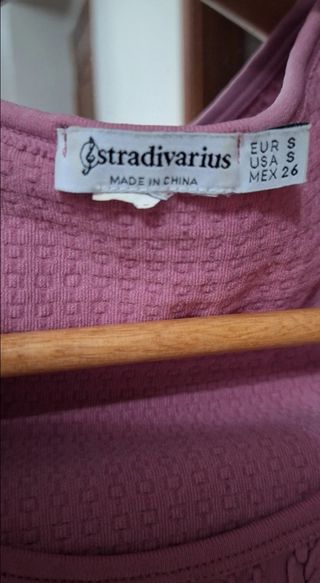 stradivarius
MADE IN CHINA
EUR S
USA S
MEX 26